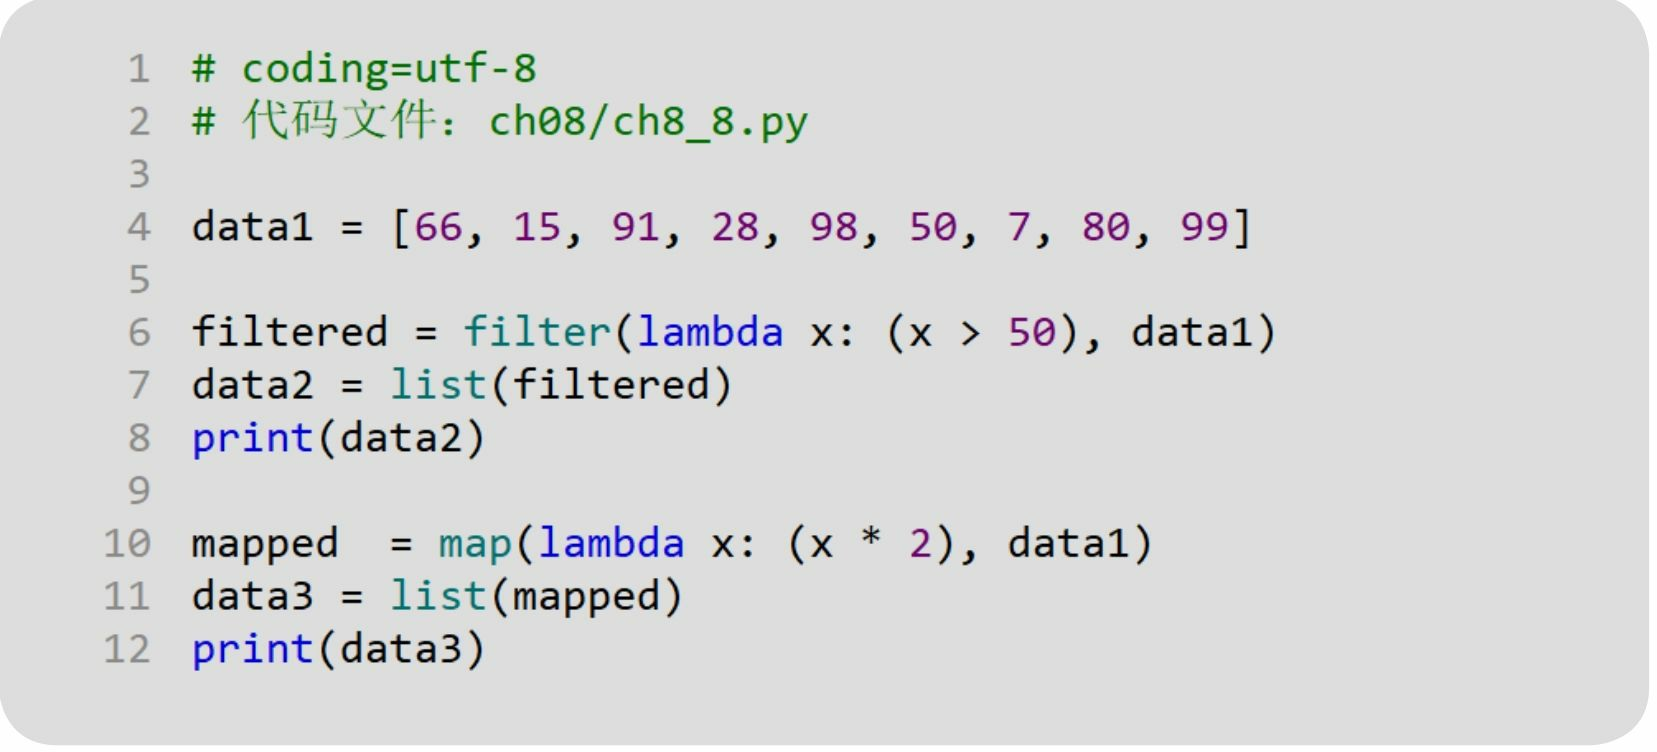 1 # coding=utf-8
2 # 代码文件：ch08/ch8_8.py
3
4 data1 = [66, 15, 91, 28, 98, 50, 7, 80, 99]
5
6 filtered = filter(lambda x: (x > 50), data1)
7 data2 = list(filtered)
8 print(data2)
9
10 mapped  = map(lambda x: (x * 2), data1)
11 data3 = list(mapped)
12 print(data3)